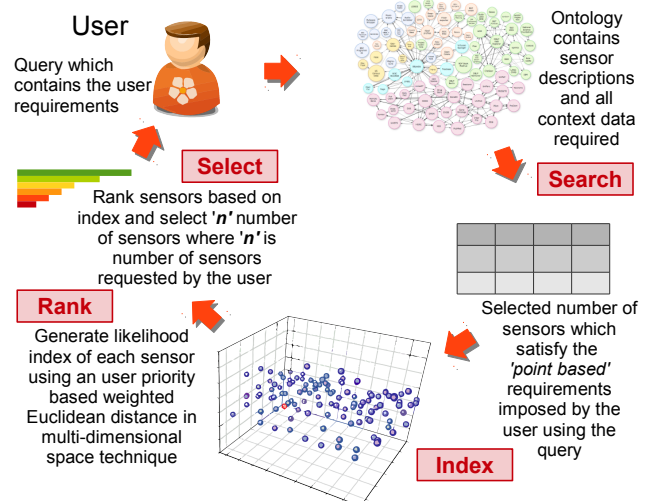 User
Query which
contains the user
requirements
Ontology
contains
sensor
descriptions
and all
context data
required
Search
Selected number of
sensors which
satisfy the
'point based'
requirements
imposed by the
user using the
query
Index
Generate likelihood
index of each sensor
using an user priority
based weighted
Euclidean distance in
multi-dimensional
space technique
Rank
Rank sensors based on
index and select 'n' number
of sensors where 'n' is
number of sensors
requested by the user
Select